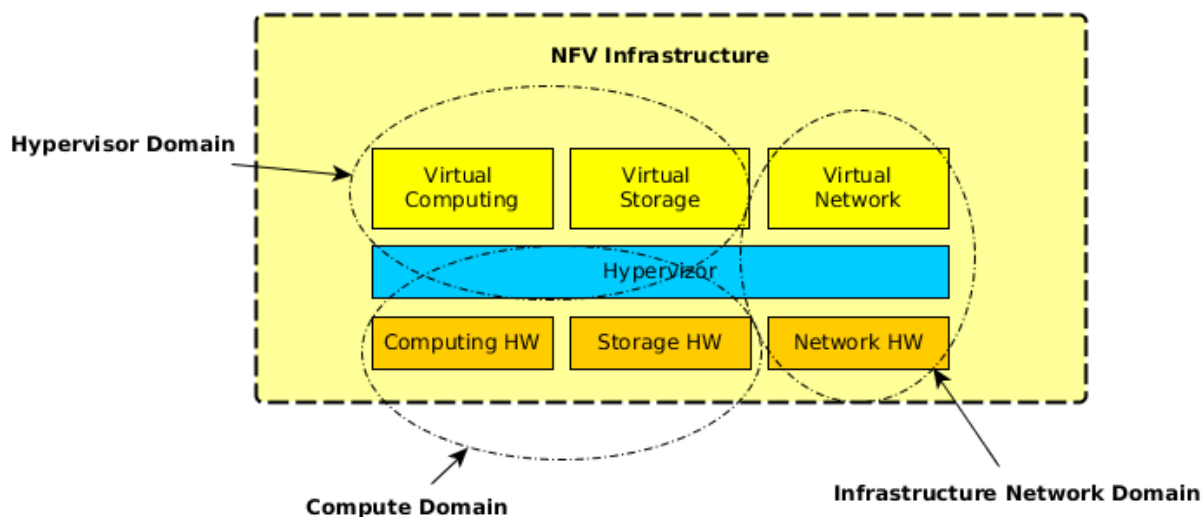 NFV Infrastructure
Hypervisor Domain
Virtual
Computing
Virtual
Storage
Virtual
Network
Hypervizor
Computing HW
Storage HW
Network HW
Compute Domain
Infrastructure Network Domain